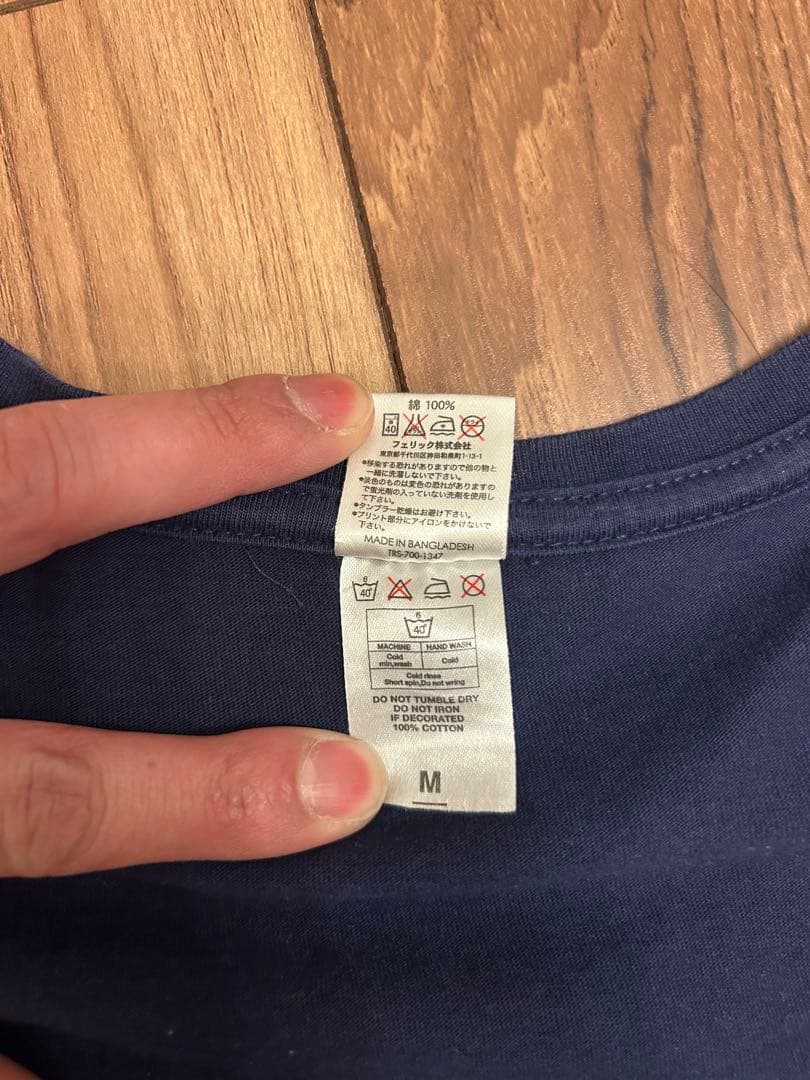 綿 100%
40
フェリック株式会社
東京都千代田区神田和泉町1-13-1
●移染する恐れがありますので他の物と
一緒に洗濯しないで下さい。
●淡色のものは変色の恐れがありますの
で蛍光剤の入っていない洗剤を使用し
て下さい。
●タンブラー乾燥はお避け下さい。
●プリント部分にアイロンをかけないで
下さい。
MADE IN BANGLADESH
TRS-700-1347
6
40°
6
40°
MACHINE HAND WASH
Cold
min,wash
Cold
Cold rinse
Short spin,Do not wring
DO NOT TUMBLE DRY
DO NOT IRON
IF DECORATED
100% COTTON
M